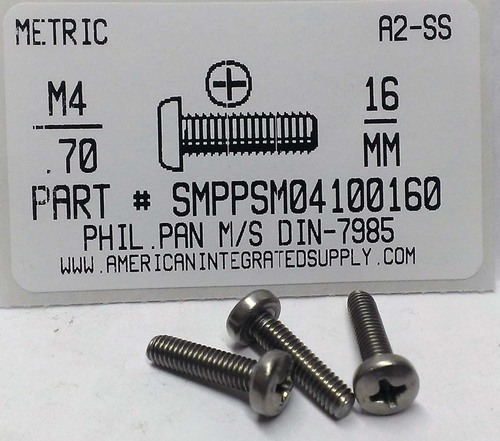 METRIC A2-SS
M4 16
.70 MM
PART # SMPPSM04100160
PHIL.PAN M/S DIN-7985
WWW.AMERICANINTEGRATEDSUPPLY.COM